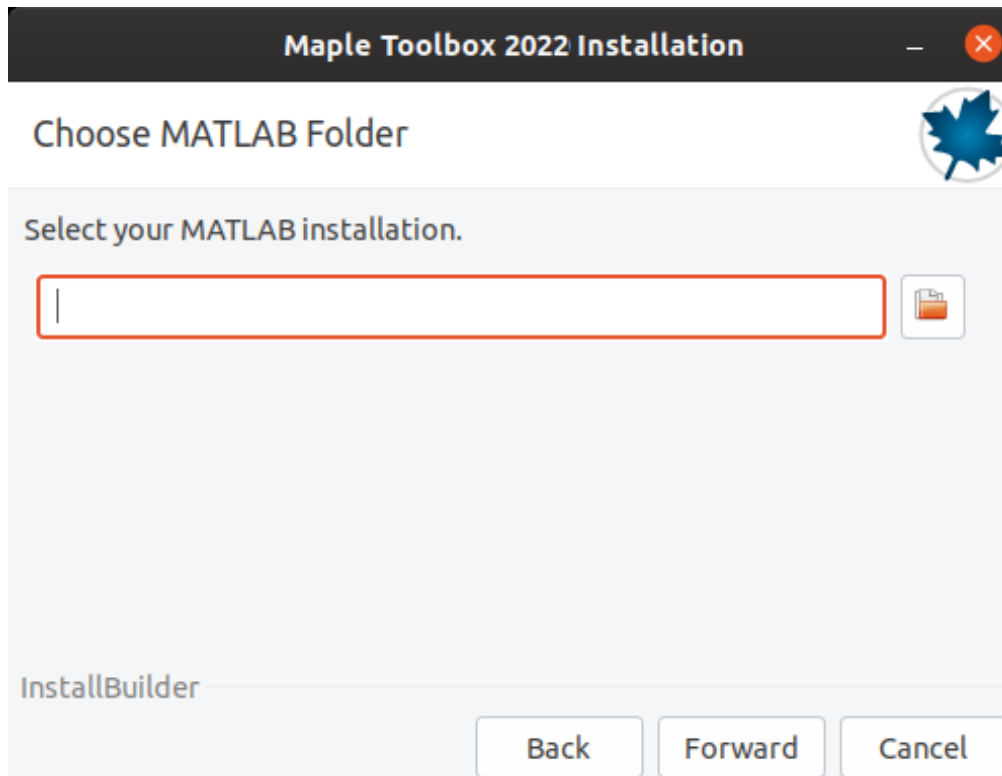 Maple Toolbox 2022 Installation
Choose MATLAB Folder
Select your MATLAB installation.
InstallBuilder
Back Forward Cancel